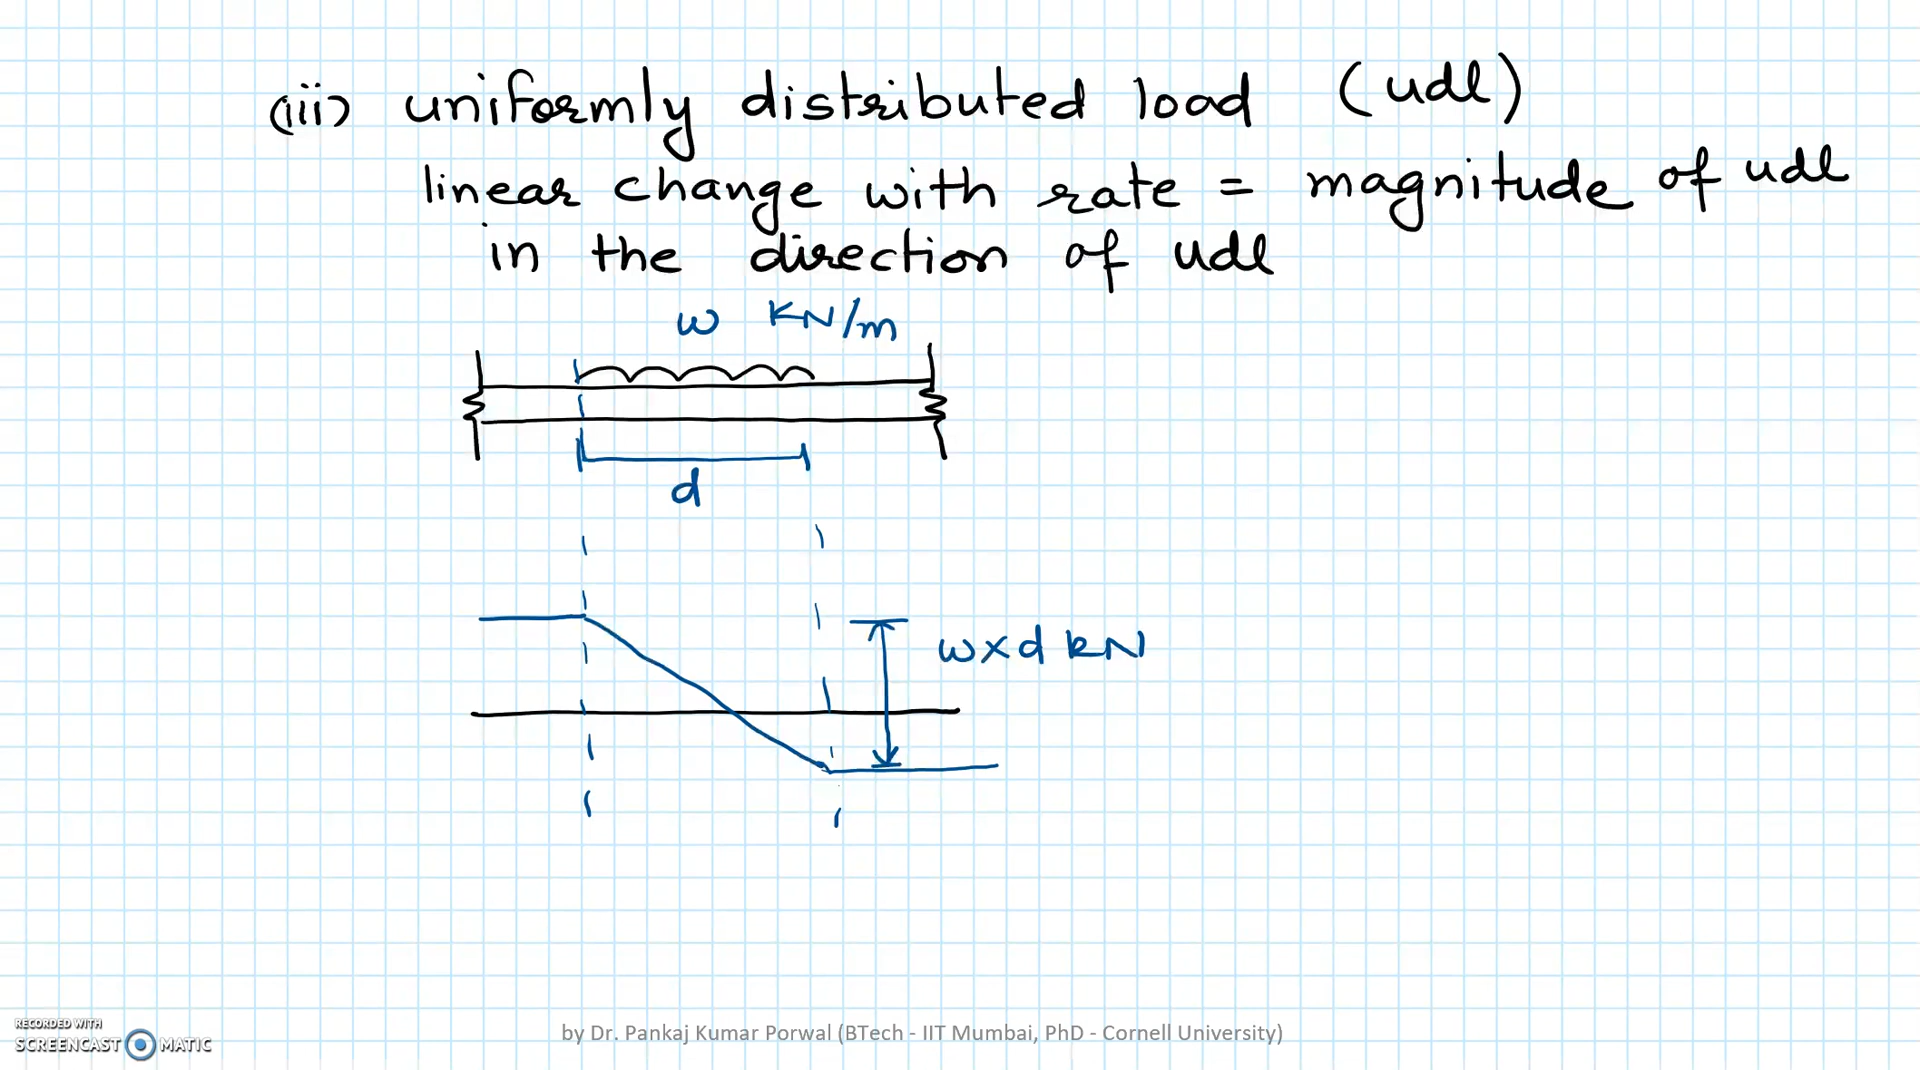 (iii) uniformly distributed load (udl)
linear change with rate = magnitude of udl
in the direction of udl
w KN/m
d
w×d kN
RECORDED WITH
SCREENCAST MATIC
by Dr. Pankaj Kumar Porwal (BTech - IIT Mumbai, PhD - Cornell University)